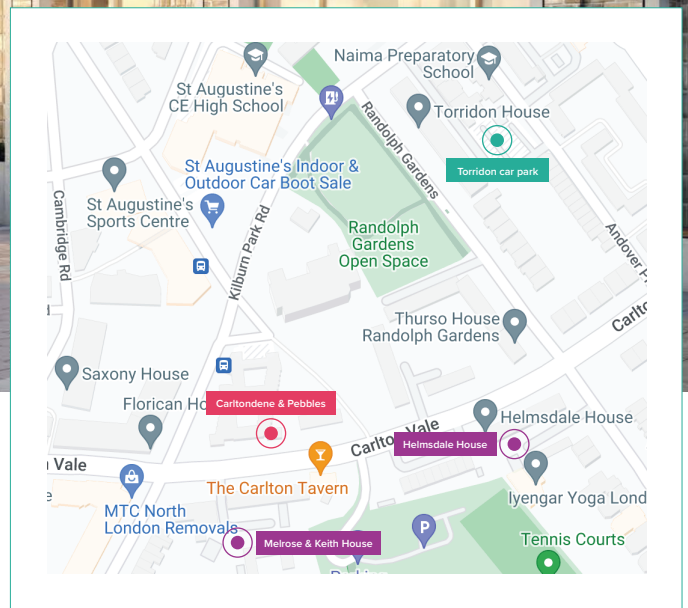 Naima Preparatory
School
St Augustine's
CE High School
Torridon House
Randolph Gardens
Torridon car park
St Augustine's Indoor &
Outdoor Car Boot Sale
Cambridge Rd
St Augustine's
Sports Centre
Kilburn Park Rd
Randolph
Gardens
Open Space
Andover
Carlto
Thurso House
Randolph Gardens
Saxony House
Florican Ho
Carltondene & Pebbles
Helmsdale House
Carlto Vale
Helmsdale House
Vale
The Carlton Tavern
Iyengar Yoga Lond
MTC North
London Removals
P
Tennis Courts
Melrose & Keith House